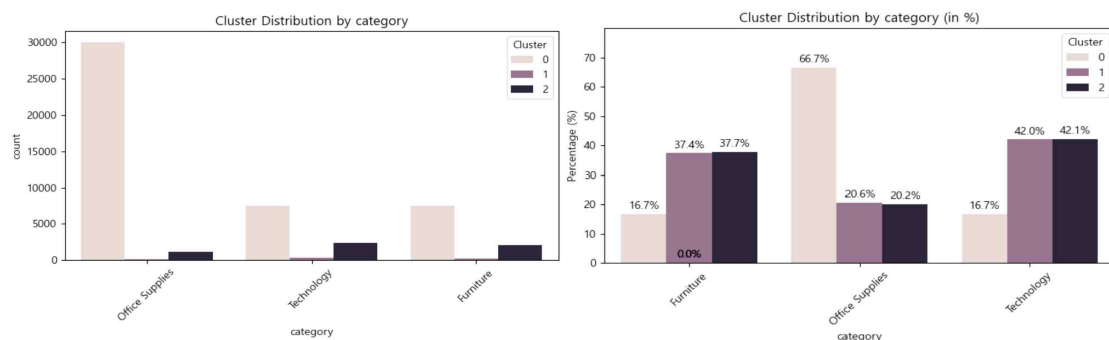 Cluster Distribution by category
30000
25000
20000
15000
10000
5000
0
count
Cluster
0
1
2
Office Supplies
Technology
Furniture
category
Cluster Distribution by category (in %)
70
60
50
40
30
20
10
0
Percentage (%)
Cluster
0
1
2
16.7%
37.4%
37.7%
0.0%
66.7%
20.6%
20.2%
16.7%
42.0%
42.1%
Furniture
Office Supplies
Technology
category